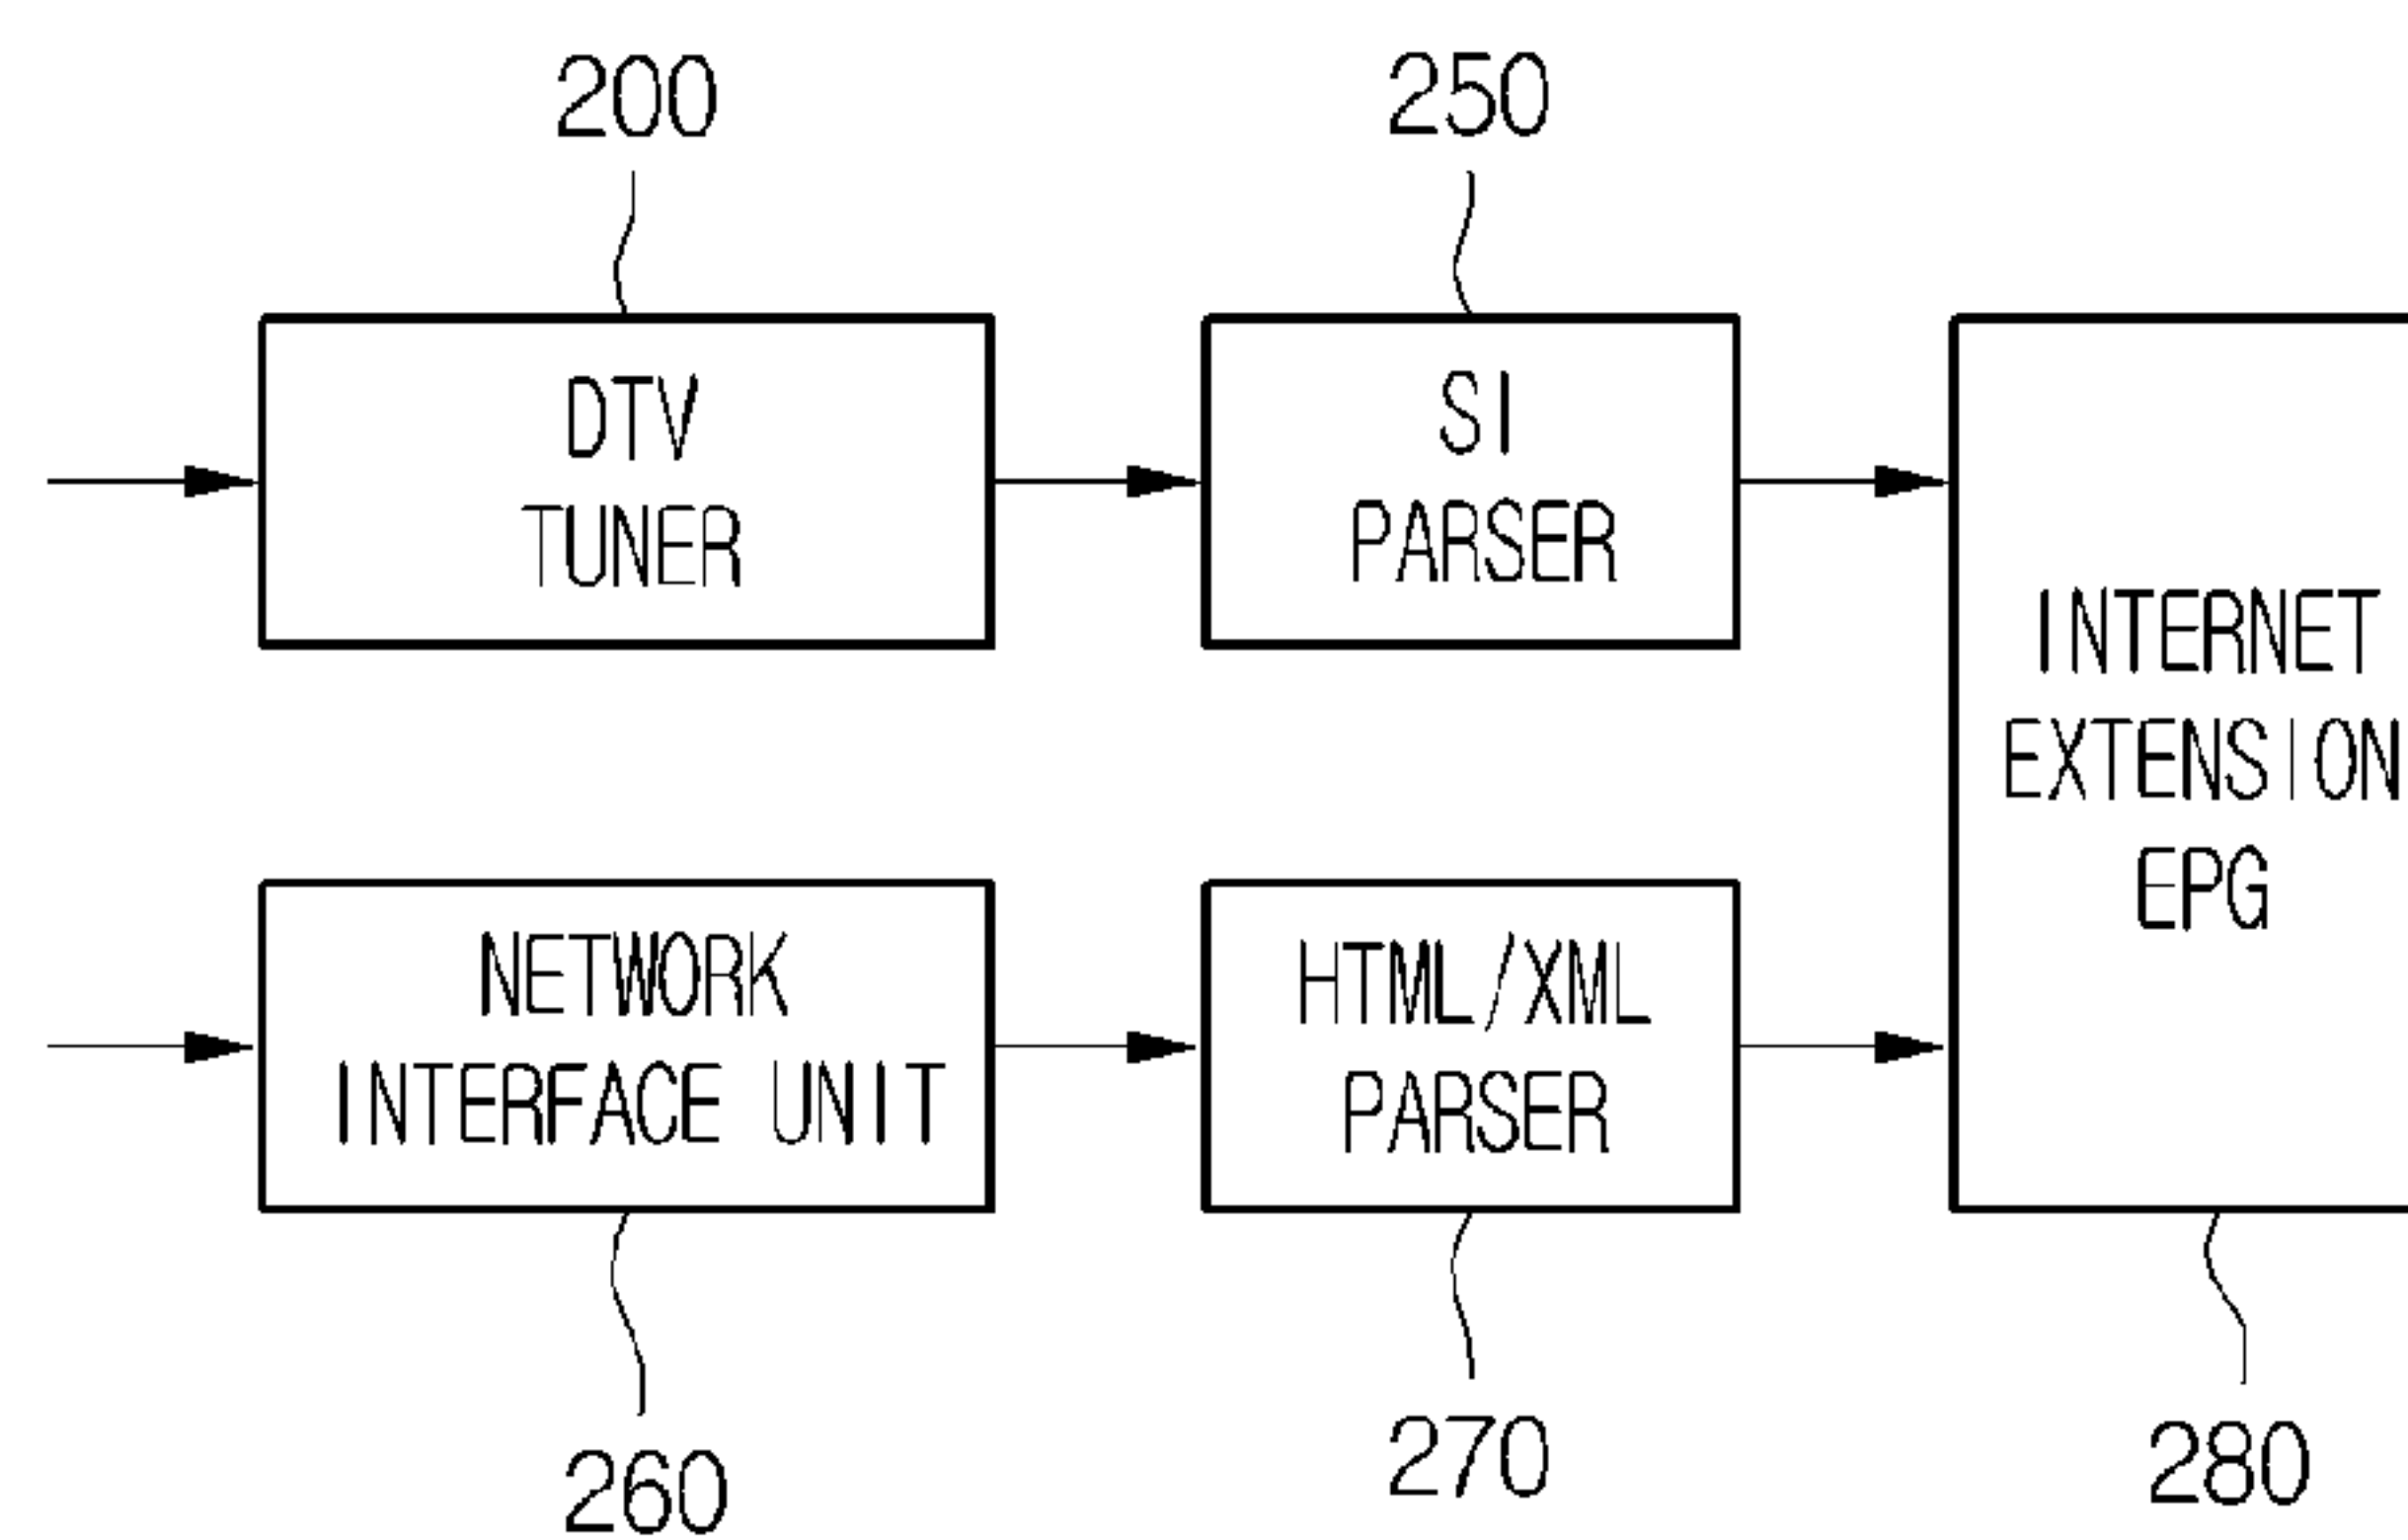 200
250
DTV
TUNER
SI
PARSER
INTERNET
EXTENSION
EPG
NETWORK
INTERFACE UNIT
HTML/XML
PARSER
260
270
280